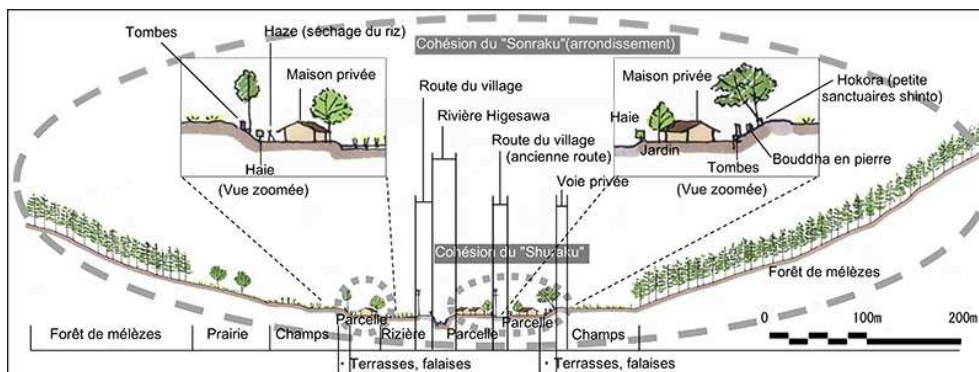 Cohésion du "Sonraku"(arrondissement)
Tombes
Haze (séchage du riz)
Maison privée
Haie
(Vue zoomée)
Route du village
Rivière Higesawa
Route du village
(ancienne route)
Voie privée
Maison privée
Hokora (petite
sanctuaires shinto)
Haie
Jardin
Bouddha en pierre
Tombes
(Vue zoomée)
Cohésion du "Shuraku"
Forêt de mélèzes
0 100m 200m
Forêt de mélèzes
Prairie
Champs
Parcelle
Rizière
Parcelle
Parcelle
Champs
· Terrasses, falaises
· Terrasses, falaises